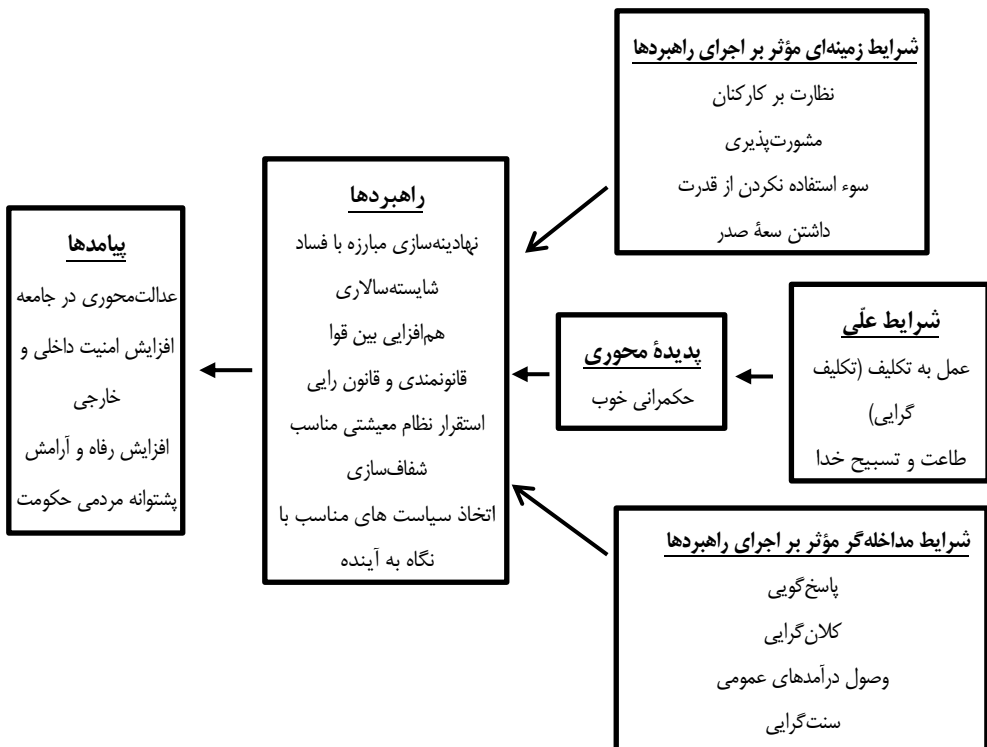 شرایط زمینه‌ای مؤثر بر اجرای راهبردها
نظارت بر کارکنان
مشورت‌پذیری
سوء استفاده نکردن از قدرت
داشتن سعۀ صدر
شرایط علّی
عمل به تکلیف (تکلیف
گرایی)
طاعت و تسبیح خدا
پدیدۀ محوری
حکمرانی خوب
راهبردها
نهادینه‌سازی مبارزه با فساد
شایسته‌سالاری
هم‌افزایی بین قوا
قانونمندی و قانون رایی
استقرار نظام معیشتی مناسب
شفاف‌سازی
اتخاذ سیاست های مناسب با
نگاه به آینده
پیامدها
عدالت‌محوری در جامعه
افزایش امنیت داخلی و
خارجی
افزایش رفاه و آرامش
پشتوانه مردمی حکومت
شرایط مداخله‌گر مؤثر بر اجرای راهبردها
پاسخ‌گویی
کلان‌گرایی
وصول درآمدهای عمومی
سنت‌گرایی